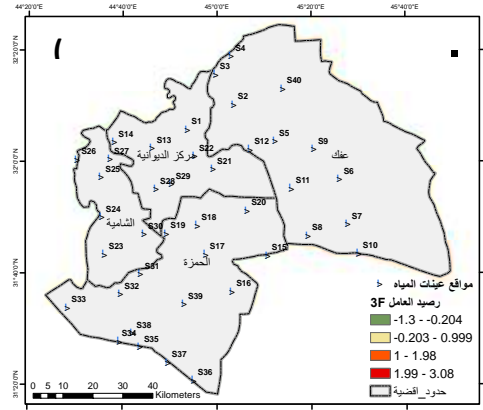 44°20'0"E 44°40'0"E 45°0'0"E 45°20'0"E 45°40'0"E
)
32°20'0"N
32°0'0"N
31°40'0"N
31°20'0"N
S4
S3
S2
S40
S1
S14
S13
S5
S12
S9
S26
S27
مركز الديوانية
S22
عفك
S25
S21
S28
S29
S6
S11
S24
S20
الشامية
S30
S19
S18
S7
S8
S23
S17
S15
S10
الحمزة
S31
S32
S16
S33
S39
S38
S34
S35
S37
S36
مواقع عينات المياه
رصيد العامل 3F
-1.3 - -0.204
-0.203 - 0.999
1 - 1.98
1.99 - 3.08
حدود_اقضية
0 5 10 20 30 40
Kilometers